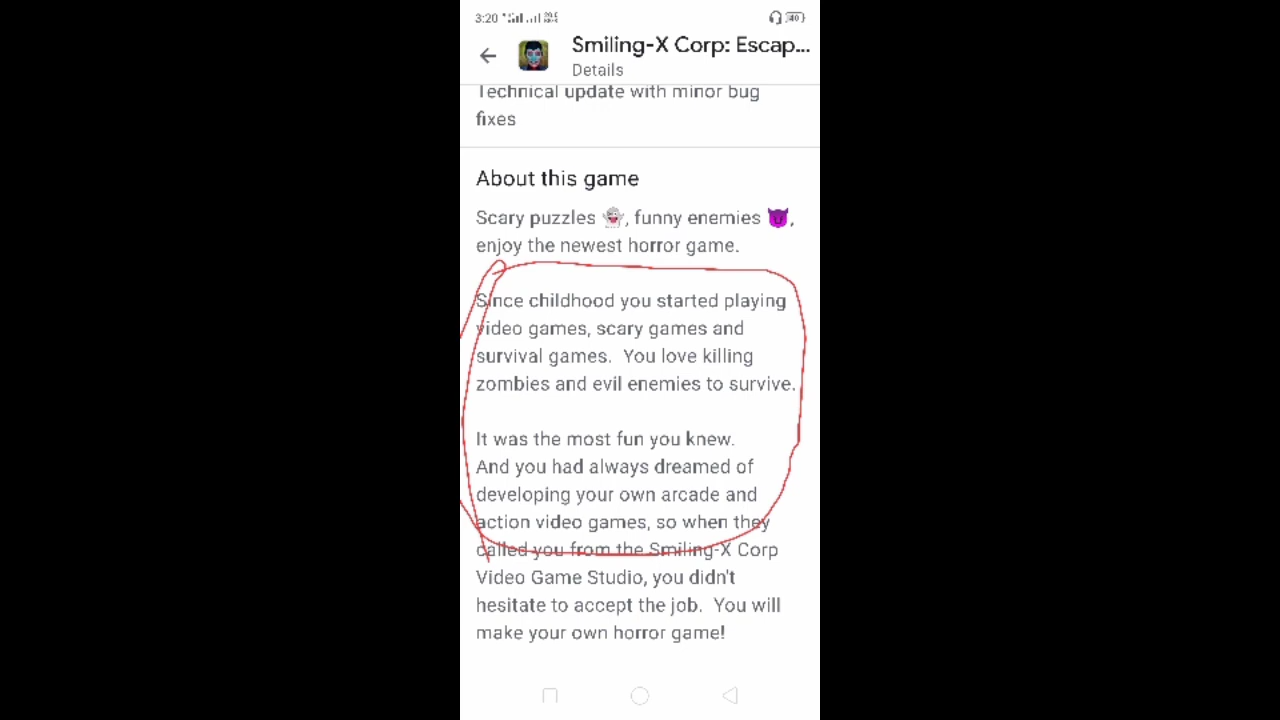 3:20
40
Smiling-X Corp: Escap...
Details
Technical update with minor bug
fixes
About this game
Scary puzzles 👻, funny enemies 😈,
enjoy the newest horror game.
Since childhood you started playing
video games, scary games and
survival games.  You love killing
zombies and evil enemies to survive.
It was the most fun you knew.
And you had always dreamed of
developing your own arcade and
action video games, so when they
called you from the Smiling-X Corp
Video Game Studio, you didn't
hesitate to accept the job.  You will
make your own horror game!